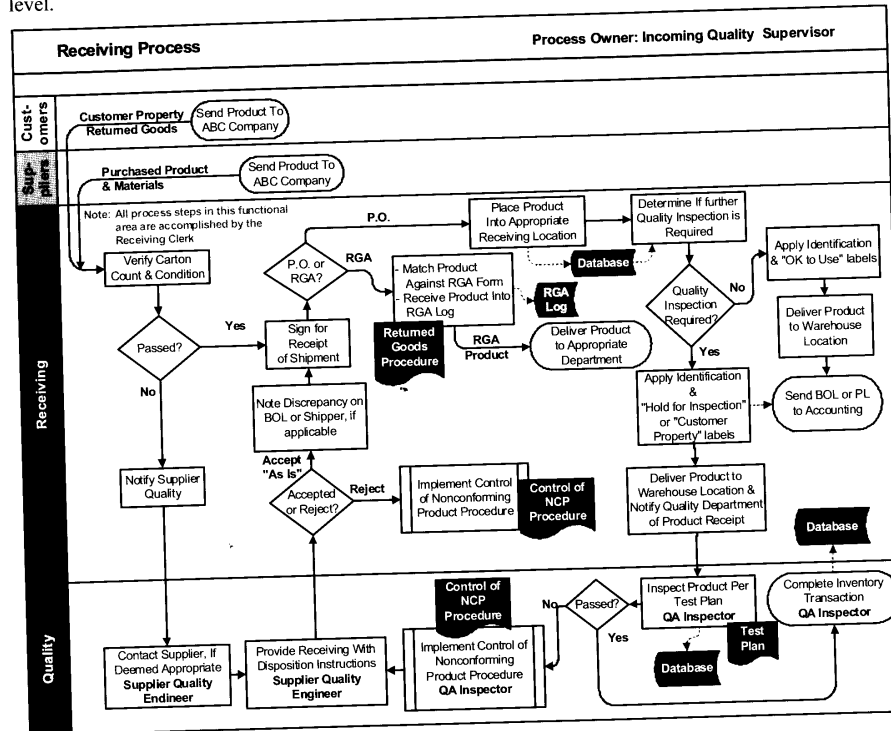 level.
Receiving Process
Process Owner: Incoming Quality Supervisor
Cust-
omers
Customer Property
Returned Goods
Send Product To
ABC Company
Sup-
pliers
Purchased Product
& Materials
Send Product To
ABC Company
Receiving
Note: All process steps in this functional
area are accomplished by the
Receiving Clerk
Verify Carton
Count & Condition
Passed?
Yes
No
Sign for
Receipt
of Shipment
P.O. or
RGA?
P.O.
RGA
Place Product
Into Appropriate
Receiving Location
Database
Determine If further
Quality Inspection is
Required
- Match Product
Against RGA Form
- Receive Product Into
RGA Log
RGA
Log
Returned
Goods
Procedure
RGA
Product
Deliver Product
to Appropriate
Department
Quality
Inspection
Required?
No
Yes
Apply Identification
& "OK to Use" labels
Deliver Product
to Warehouse
Location
Send BOL or PL
to Accounting
Apply Identification
&
"Hold for Inspection"
or "Customer
Property" labels
Note Discrepancy on
BOL or Shipper, if
applicable
Accept
"As Is"
Accepted
or Reject?
Reject
Implement Control
of Nonconforming
Product Procedure
Control of
NCP
Procedure
Notify Supplier
Quality
Deliver Product to
Warehouse Location &
Notify Quality Department
of Product Receipt
Database
Quality
Contact Supplier, If
Deemed Appropriate
Supplier Quality
Endineer
Provide Receiving With
Disposition Instructions
Supplier Quality
Engineer
Control of
NCP
Procedure
Implement Control of
Nonconforming
Product Procedure
QA Inspector
No
Passed?
Yes
Inspect Product Per
Test Plan
QA Inspector
Test
Plan
Database
Complete Inventory
Transaction
QA Inspector